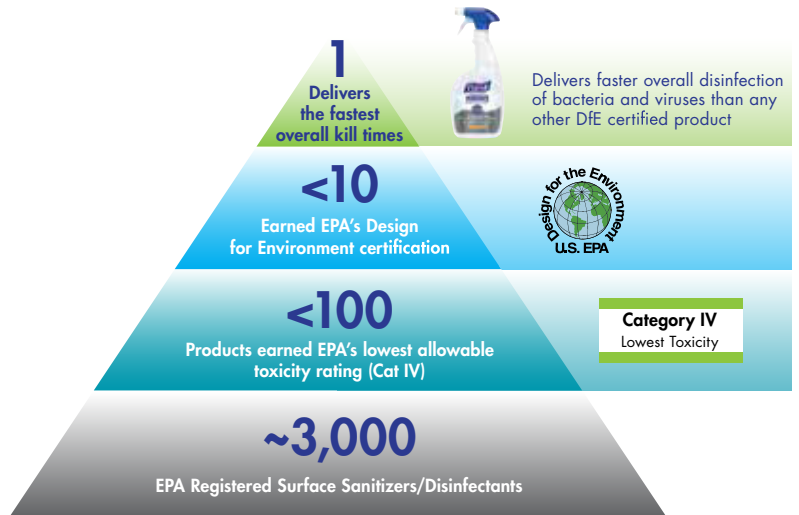 1
Delivers
the fastest
overall kill times
PURELL
Delivers faster overall disinfection
of bacteria and viruses than any
other DfE certified product
<10
Earned EPA's Design
for Environment certification
Design for the Environment
U.S. EPA
<100
Products earned EPA's lowest allowable
toxicity rating (Cat IV)
Category IV
Lowest Toxicity
~3,000
EPA Registered Surface Sanitizers/Disinfectants